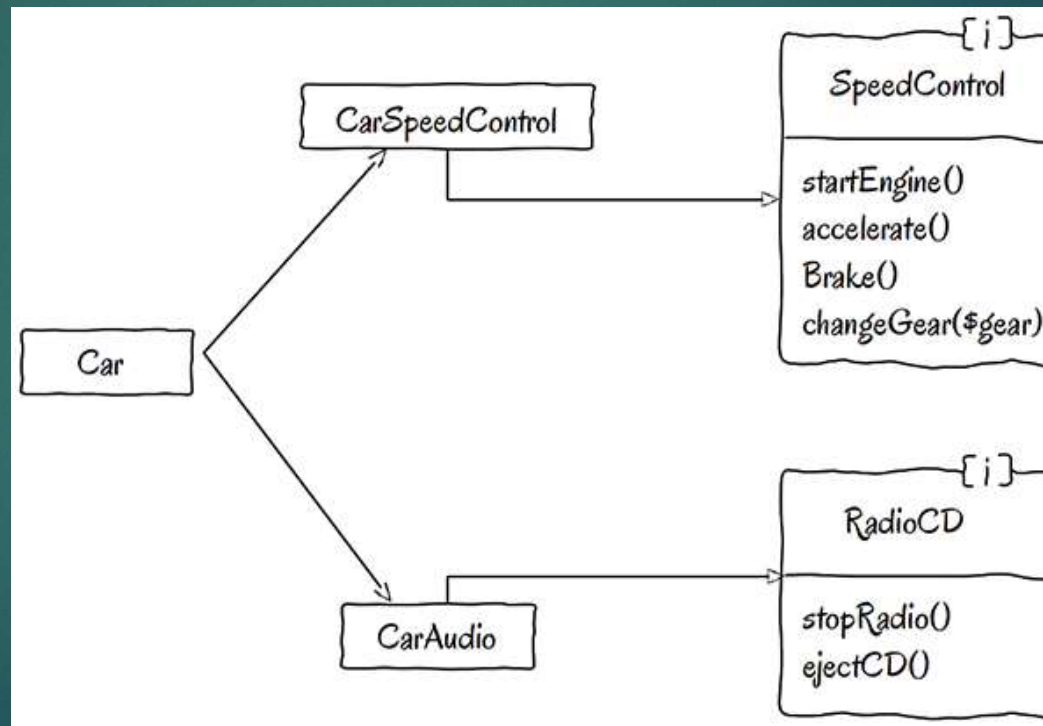 [i]
SpeedControl
CarSpeedControl
startEngine()
accelerate()
Brake()
changeGear($gear)
Car
[i]
RadioCD
CarAudio
stopRadio()
ejectCD()